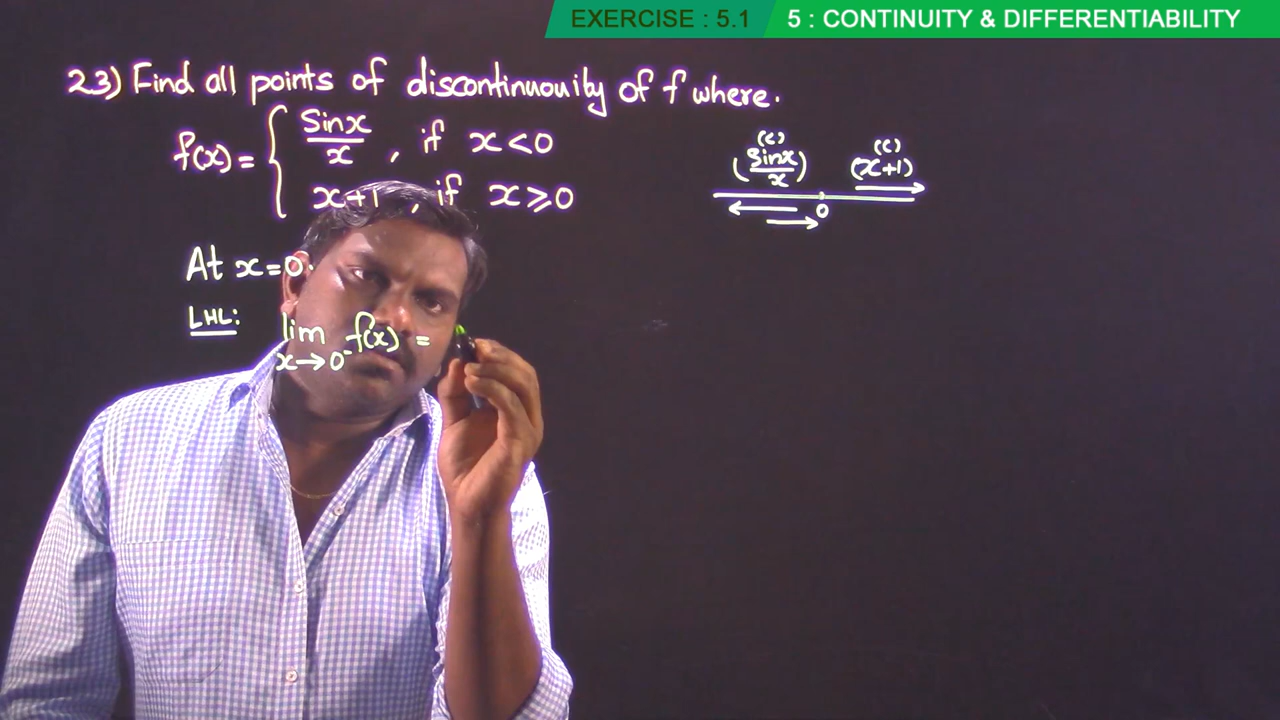 EXERCISE : 5.1 5 : CONTINUITY & DIFFERENTIABILITY
23) Find all points of discontinuouity of f where.
f(x) = { Sinx/x , if x < 0
x+1 , if x ⩾ 0
(c) (c)
(Sinx/x) (x+1)
0
At x = 0.
LHL: lim x→0⁻ f(x) =